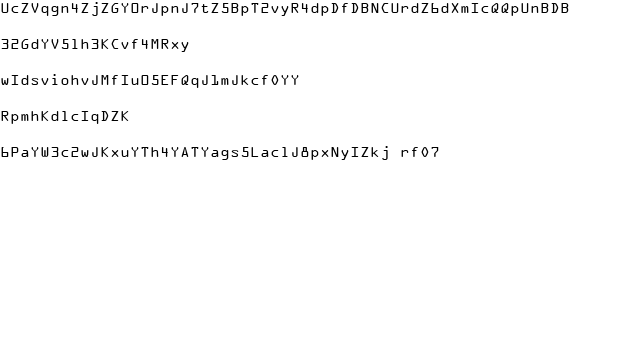 UcZVqgn4ZjZGYOrJpnJ7tZ5BpT2vyR4dpDfDBNCUrdZ6dXmIcQQpUnBDB
32GdYV5lh3KCvf4MRxy
wIdsviohvJMfIuO5EFQqJ1mJkcf0YY
RpmhKdlcIqDZK
6PaYW3c2wJKxuYTh4YATYags5LaclJ8pxNyIZkj rf07